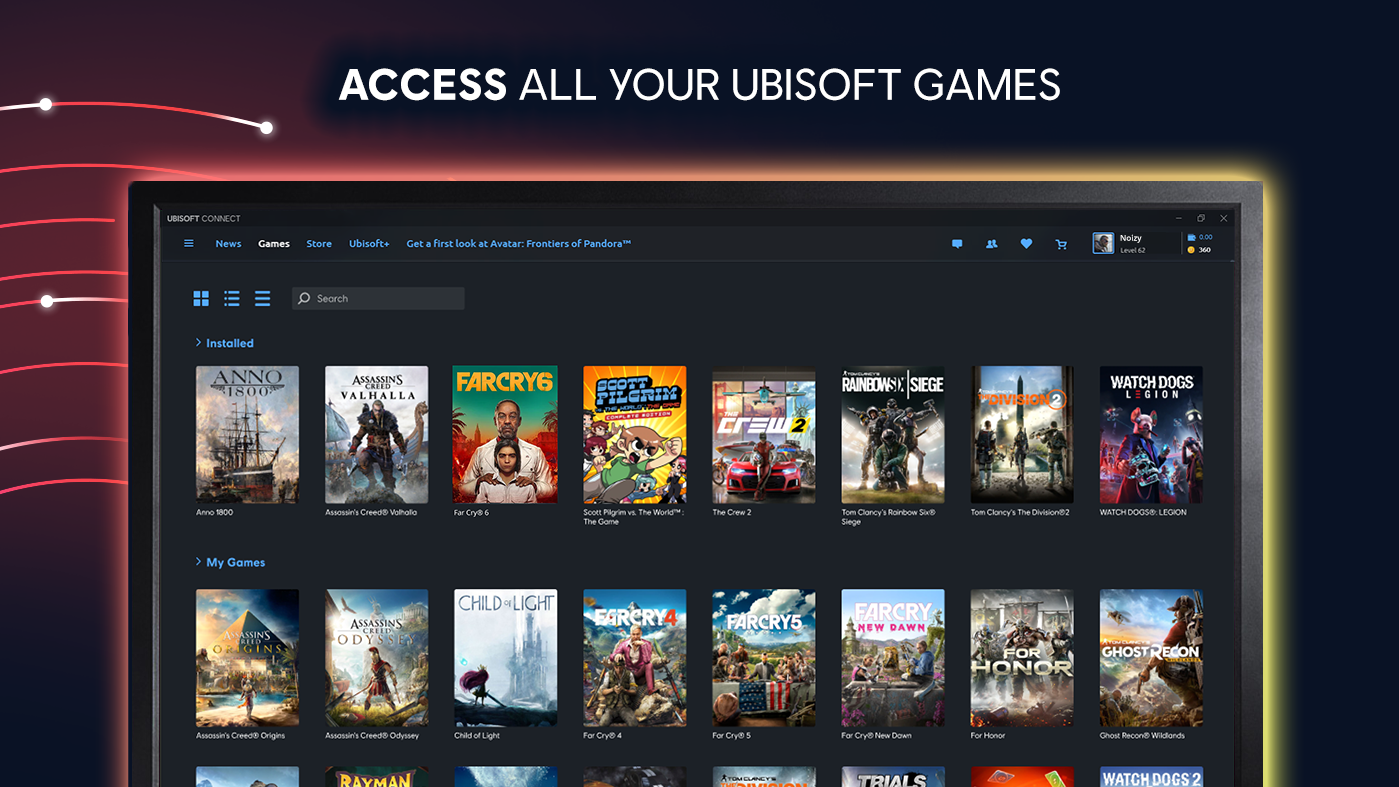 ACCESS ALL YOUR UBISOFT GAMES
UBISOFT CONNECT
News Games Store Ubisoft+ Get a first look at Avatar: Frontiers of Pandora™
Noizy
Level 62
0.00
360
Search
Installed
ANNO
1800
ASSASSIN'S
CREED
VALHALLA
FARCRY6
SCOTT
PILGRIM
VS. THE WORLD: THE GAME
COMPLETE EDITION
THE
CREW 2
TOM CLANCY'S
RAINBOW SIX | SIEGE
TOM CLANCY'S
THE DIVISION 2
WATCH DOGS
LEGION
Anno 1800
Assassin's Creed® Valhalla
Far Cry® 6
Scott Pilgrim vs. The World™ :
The Game
The Crew 2
Tom Clancy's Rainbow Six®
Siege
Tom Clancy's The Division®2
WATCH DOGS®: LEGION
My Games
ASSASSIN'S
CREED
ORIGINS
ASSASSIN'S
CREED
ODYSSEY
CHILD OF LIGHT
FARCRY4
FARCRY5
FARCRY
NEW DAWN
FOR
HONOR
TOM CLANCY'S
GHOST RECON
WILDLANDS
Assassin's Creed® Origins
Assassin's Creed® Odyssey
Child of Light
Far Cry® 4
Far Cry® 5
Far Cry® New Dawn
For Honor
Ghost Recon® Wildlands
RAYMAN
TOM CLANCY'S
THE DIVISION
TRIALS
WATCH DOGS 2